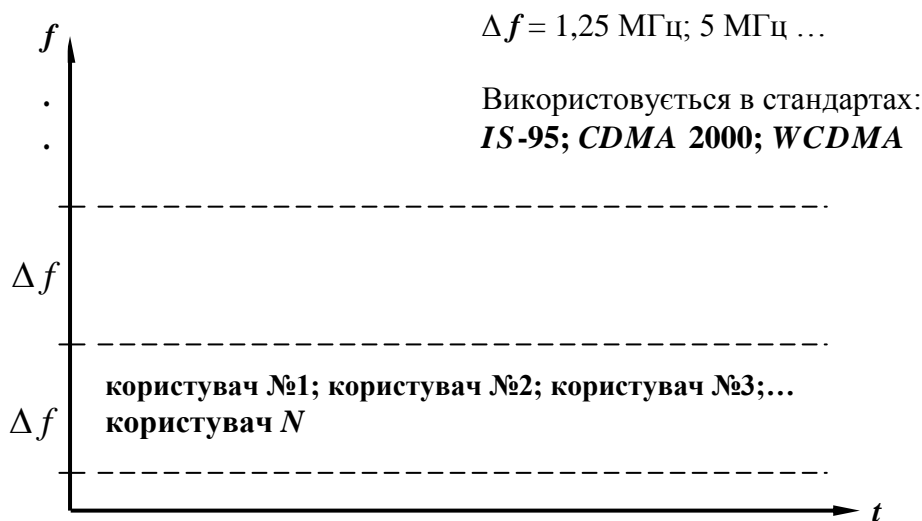 Δf = 1,25 МГц; 5 МГц …
f
Використовується в стандартах:
IS-95; CDMA 2000; WCDMA
Δf
користувач №1; користувач №2; користувач №3;…
Δf
користувач N
t